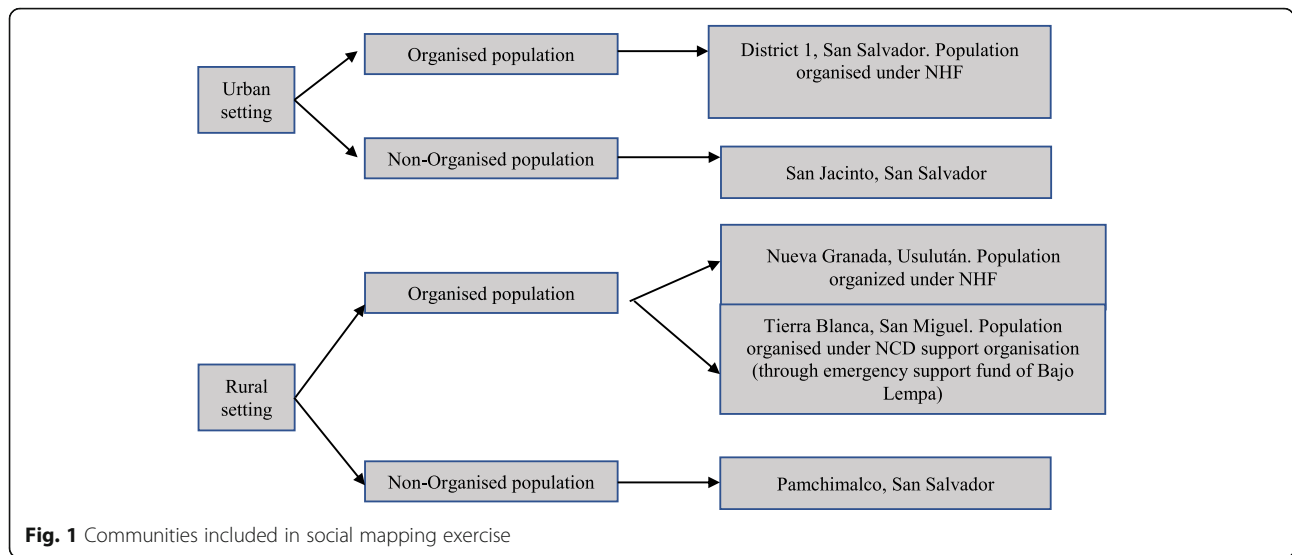 Urban
setting
Organised population
District 1, San Salvador. Population
organised under NHF
Non-Organised population
San Jacinto, San Salvador
Rural
setting
Organised population
Nueva Granada, Usulután. Population
organized under NHF
Tierra Blanca, San Miguel. Population
organised under NCD support organisation
(through emergency support fund of Bajo
Lempa)
Non-Organised population
Pamchimalco, San Salvador
Fig. 1 Communities included in social mapping exercise